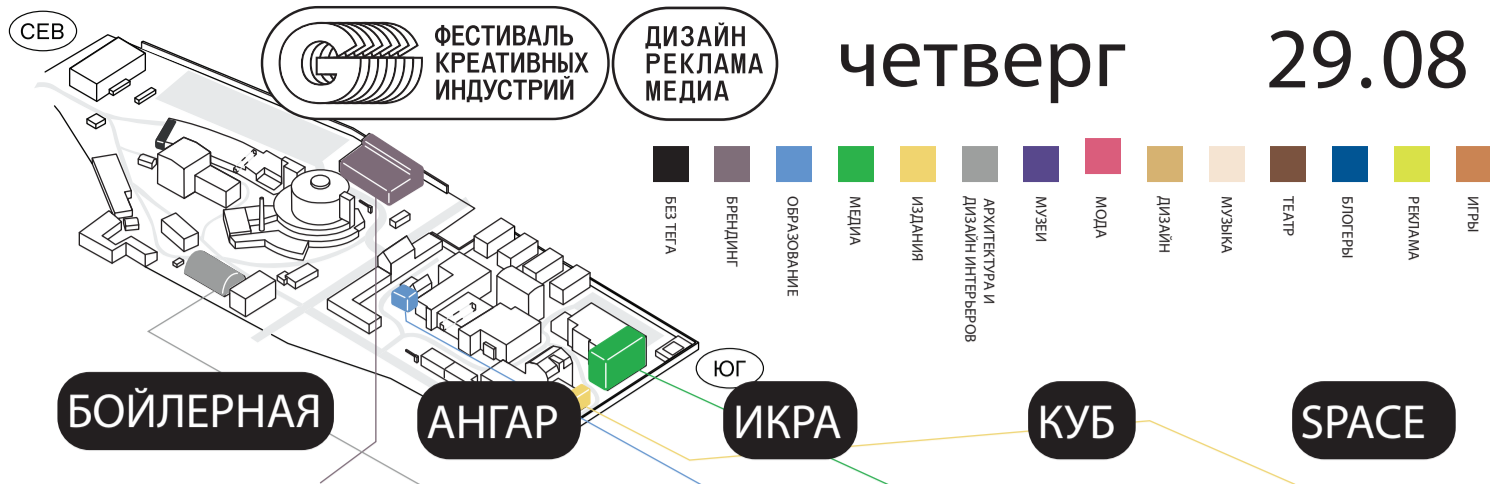 СЕВ
ФЕСТИВАЛЬ
КРЕАТИВНЫХ
ИНДУСТРИЙ
ДИЗАЙН
РЕКЛАМА
МЕДИА
четверг
29.08
БЕЗ ТЕГА
БРЕНДИНГ
ОБРАЗОВАНИЕ
МЕДИА
ИЗДАНИЯ
АРХИТЕКТУРА И
ДИЗАЙН ИНТЕРЬЕРОВ
МУЗЕИ
МОДА
ДИЗАЙН
МУЗЫКА
ТЕАТР
БЛОГЕРЫ
РЕКЛАМА
ИГРЫ
ЮГ
БОЙЛЕРНАЯ
АНГАР
ИКРА
КУБ
SPACE